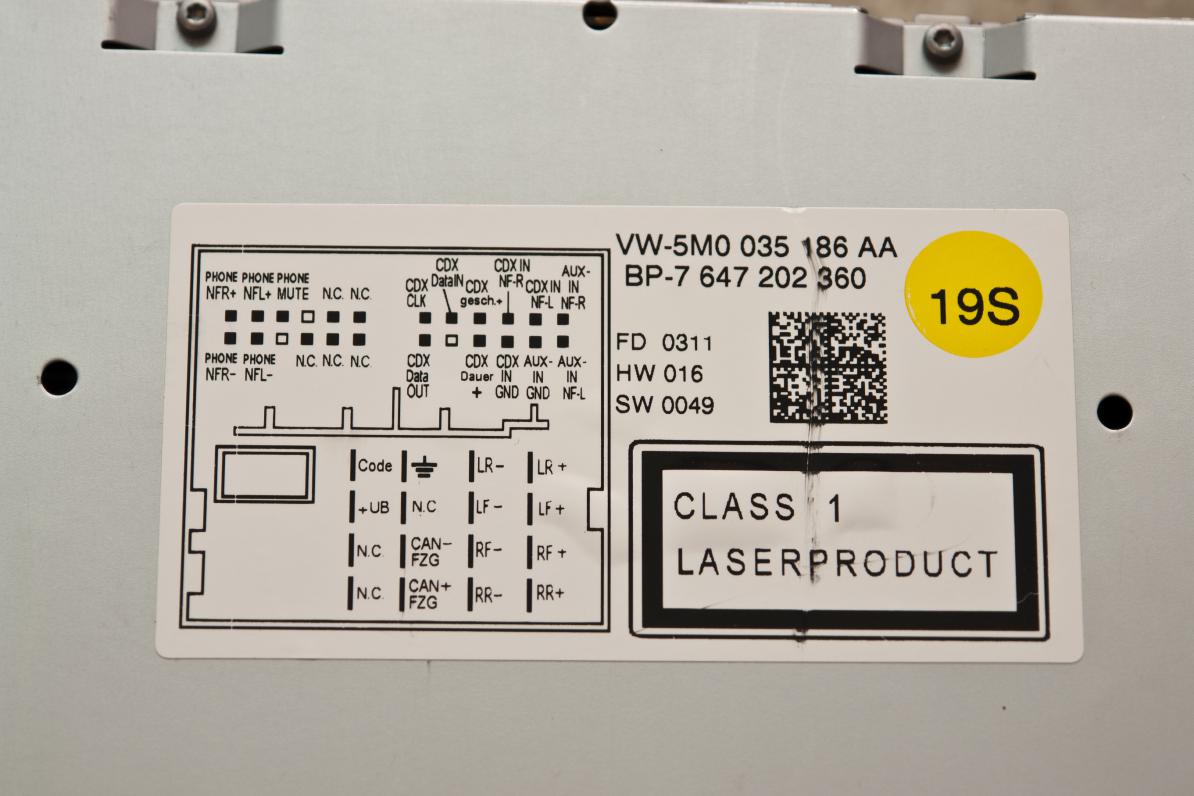 VW-5M0 035 186 AA
BP-7 647 202 360
19S
FD 0311
HW 016
SW 0049
CLASS 1
LASERPRODUCT
PHONE PHONE PHONE
NFR+ NFL+ MUTE N.C. N.C.
PHONE PHONE
NFR- NFL- N.C. N.C. N.C.
CDX
CLK
CDX
DataIN
CDX
gesch.+
CDX IN
NF-R
CDX IN
NF-L
AUX-
IN
NF-R
CDX
Data
OUT
CDX
Dauer
+
CDX
IN
GND
AUX-
IN
GND
AUX-
IN
NF-L
Code LR- LR+
+UB N.C LF- LF+
N.C. CAN-
FZG RF- RF+
N.C. CAN+
FZG RR- RR+